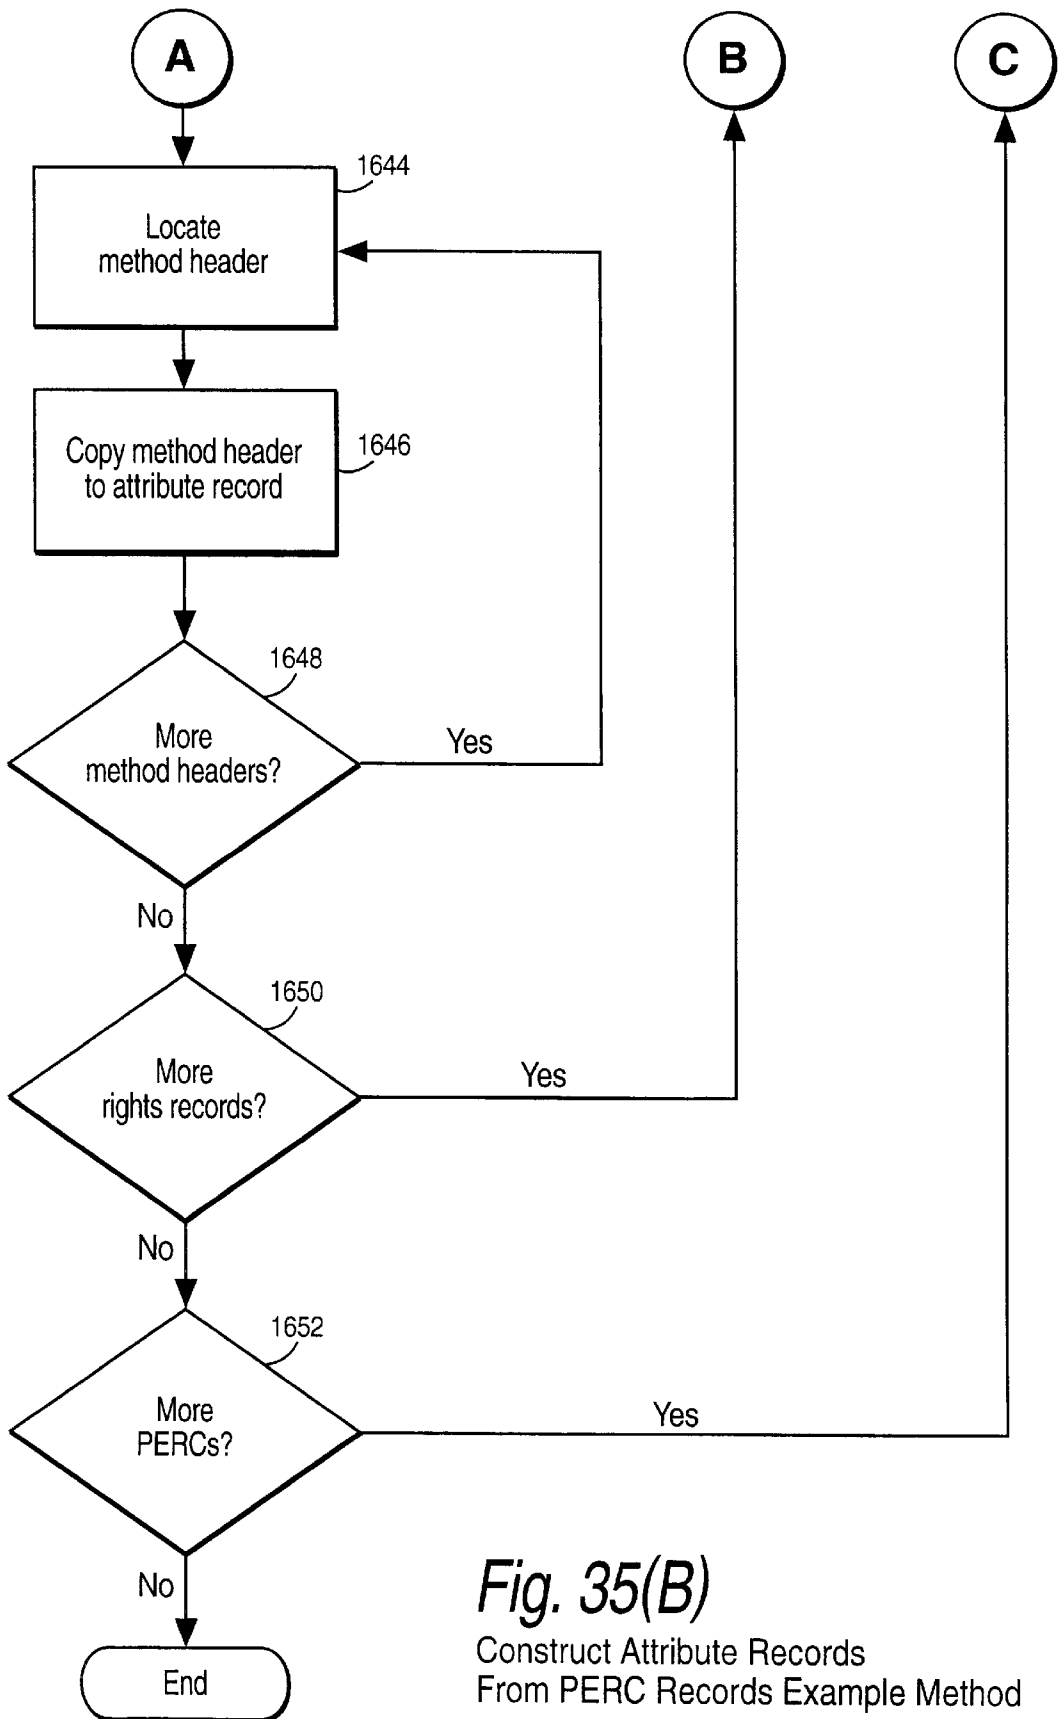 A
B
C
1644
Locate
method header
1646
Copy method header
to attribute record
1648
More
method headers?
Yes
No
1650
More
rights records?
Yes
No
1652
More
PERCs?
Yes
No
End
Fig. 35(B)
Construct Attribute Records
From PERC Records Example Method